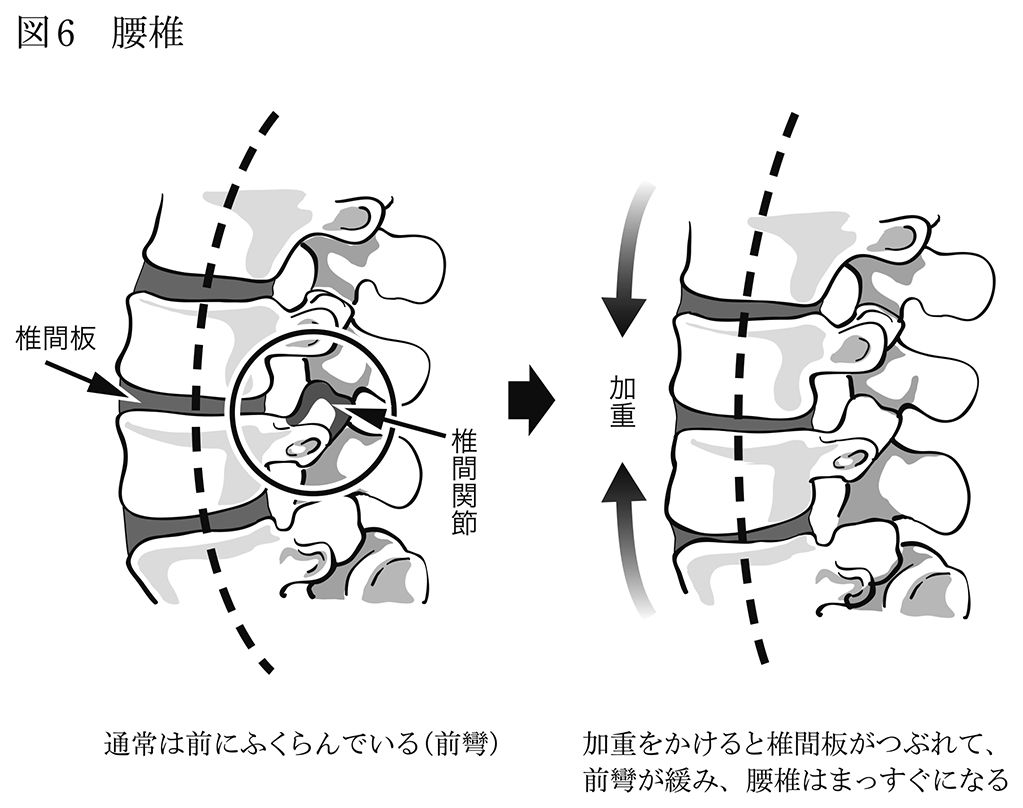 図6 腰椎
椎間板
椎間関節
加重
通常は前にふくらんでいる(前彎)
加重をかけると椎間板がつぶれて、
前彎が緩み、腰椎はまっすぐになる